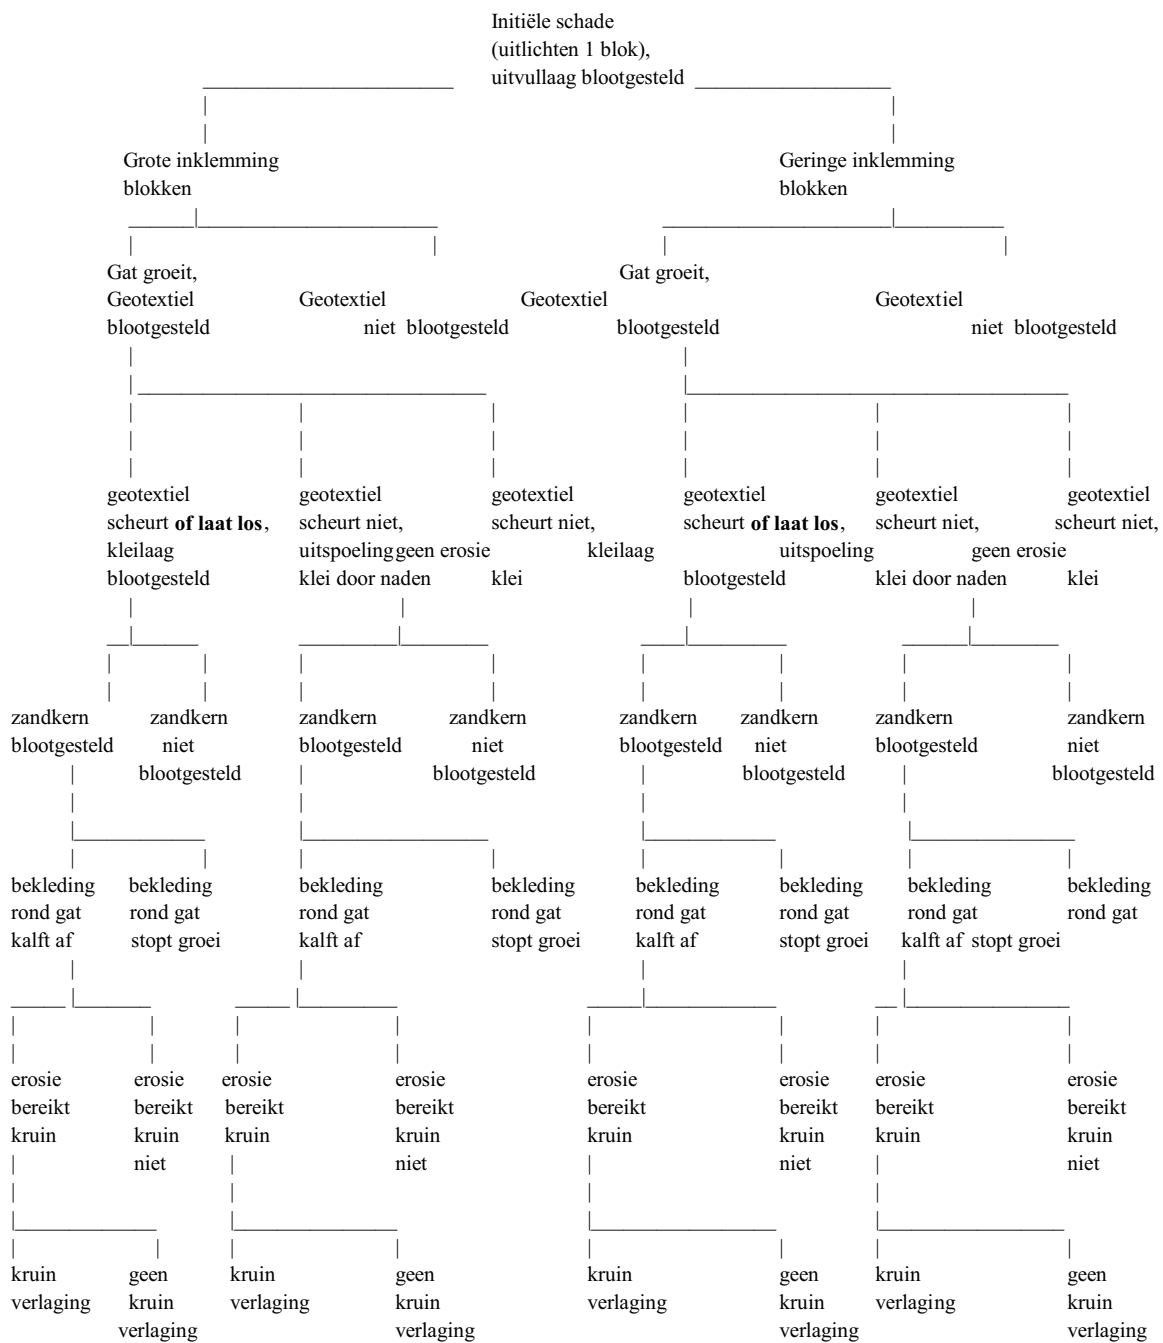 Initiële schade
(uitlichten 1 blok),
uitvullaag blootgesteld
Grote inklemming Geringe inklemming
blokken blokken
Gat groeit, Gat groeit,
Geotextiel Geotextiel Geotextiel Geotextiel
blootgesteld niet blootgesteld blootgesteld niet blootgesteld
geotextiel geotextiel geotextiel geotextiel geotextiel geotextiel
scheurt of laat los, scheurt niet, scheurt niet, scheurt of laat los, scheurt niet, scheurt niet,
kleilaag uitspoeling geen erosie kleilaag uitspoeling geen erosie
blootgesteld klei door naden klei blootgesteld klei door naden klei
zandkern zandkern zandkern zandkern zandkern zandkern zandkern zandkern
blootgesteld niet blootgesteld niet blootgesteld niet blootgesteld niet
blootgesteld blootgesteld blootgesteld blootgesteld
bekleding bekleding bekleding bekleding bekleding bekleding bekleding bekleding
rond gat rond gat rond gat rond gat rond gat rond gat rond gat rond gat
kalft af stopt groei kalft af stopt groei kalft af stopt groei kalft af stopt groei
erosie erosie erosie erosie erosie erosie erosie erosie
bereikt bereikt bereikt bereikt bereikt bereikt bereikt bereikt
kruin kruin kruin kruin kruin kruin kruin kruin
niet niet niet niet
kruin geen kruin geen kruin geen kruin geen
verlaging kruin verlaging kruin verlaging kruin verlaging kruin
verlaging verlaging verlaging verlaging